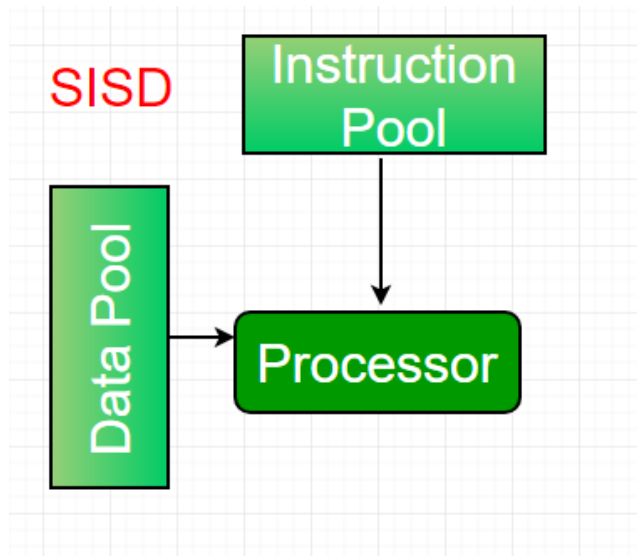 SISD
Instruction
Pool
Data Pool
Processor